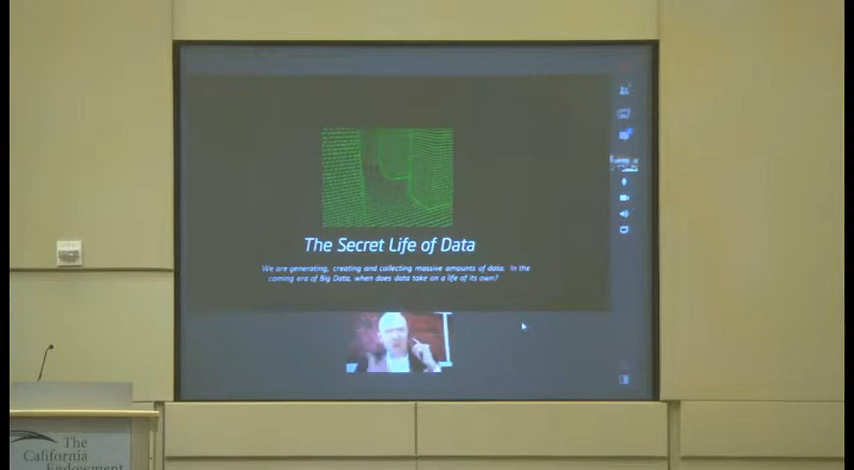 The Secret Life of Data
We are generating, creating and collecting massive amounts of data. In the
coming era of Big Data, when does data take on a life of its own?
The
California
Endowment